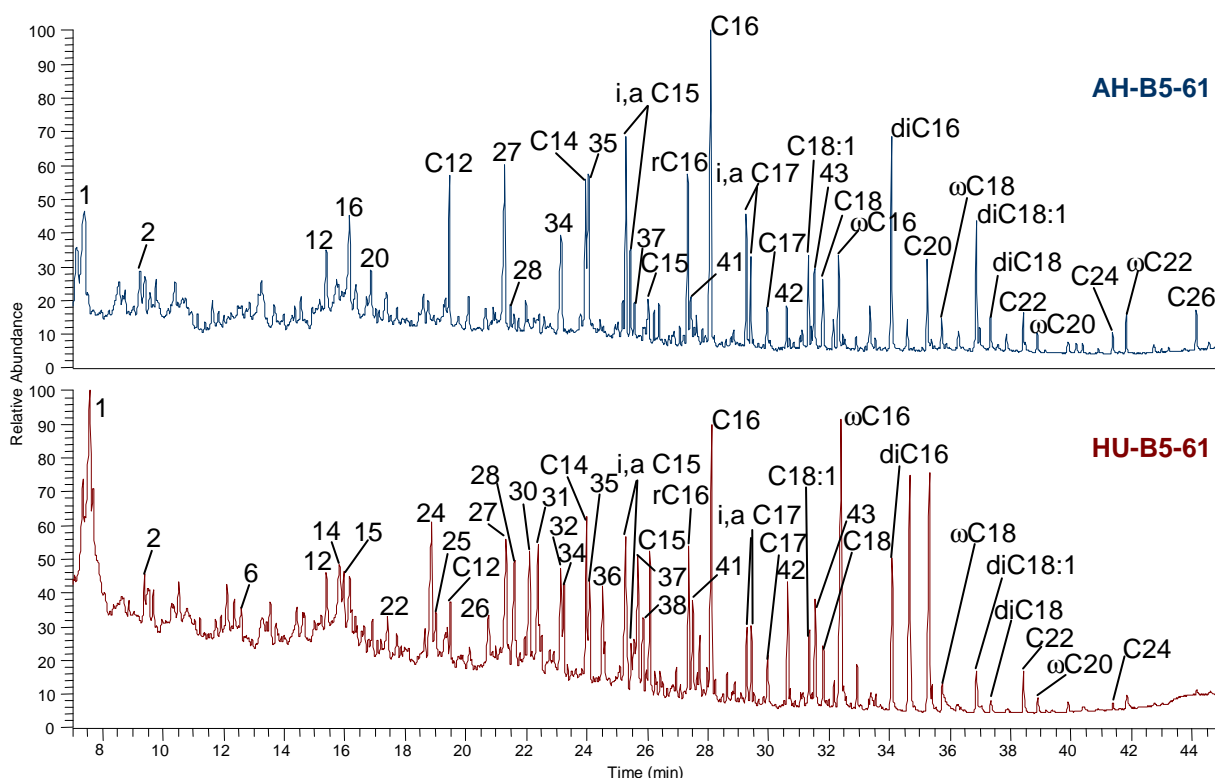 AH-B5-61
Relative Abundance
100
90
80
70
60
50
40
30
20
10
0
1
2
12
16
20
C12
27
28
34
C14
35
i,a C15
37
C15
rC16
41
C16
i,a C17
C17
42
C18:1
43
C18
ωC16
diC16
C20
ωC18
diC18:1
diC18
C22
ωC20
C24
ωC22
C26
HU-B5-61
100
90
80
70
60
50
40
30
20
10
0
1
2
6
12
14
15
22
24
25
C12
26
27
28
30
31
32
34
C14
35
36
i,a C15
C15
37
38
rC16
41
C16
i,a C17
C17
42
C18:1
ωC16
43
C18
diC16
ωC18
diC18:1
diC18
C22
ωC20
C24
8 10 12 14 16 18 20 22 24 26 28 30 32 34 36 38 40 42 44
Time (min)